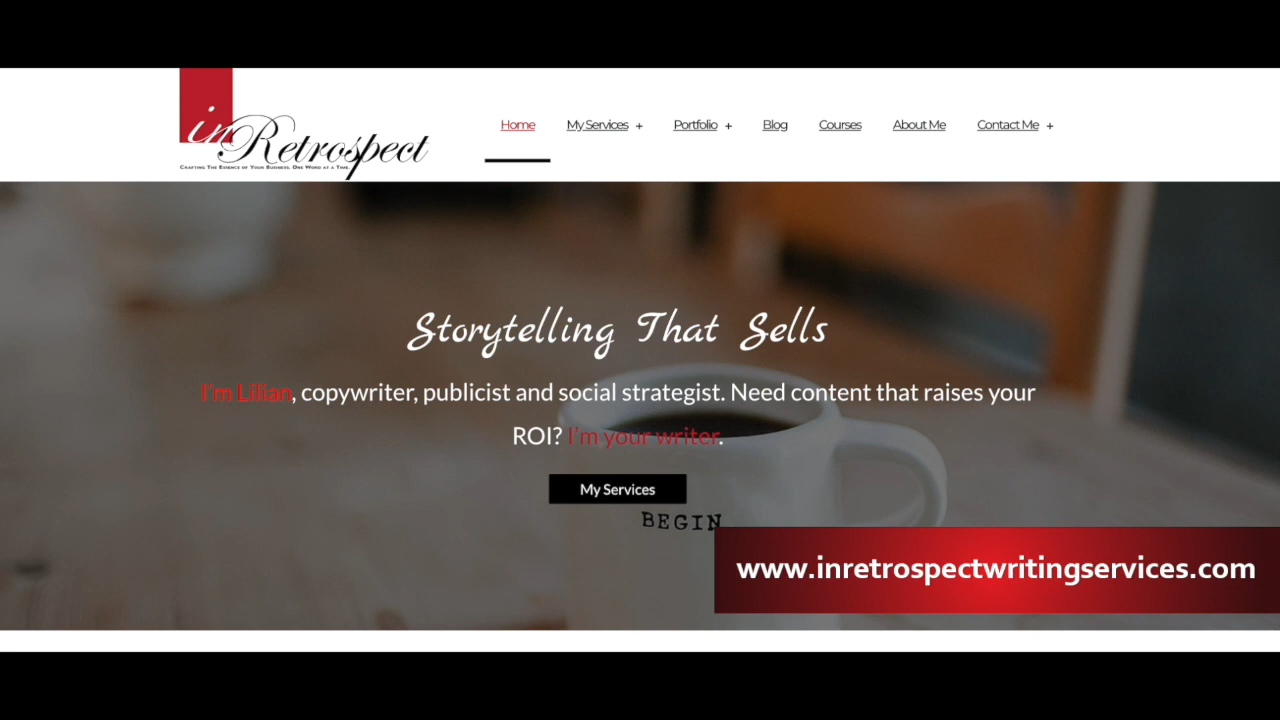 in Retrospect
Crafting The Essence of Your Business. One Word at a Time.
Home My Services + Portfolio + Blog Courses About Me Contact Me +
Storytelling That Sells
I'm Lilian, copywriter, publicist and social strategist. Need content that raises your
ROI? I'm your writer.
My Services
BEGIN
www.inretrospectwritingservices.com